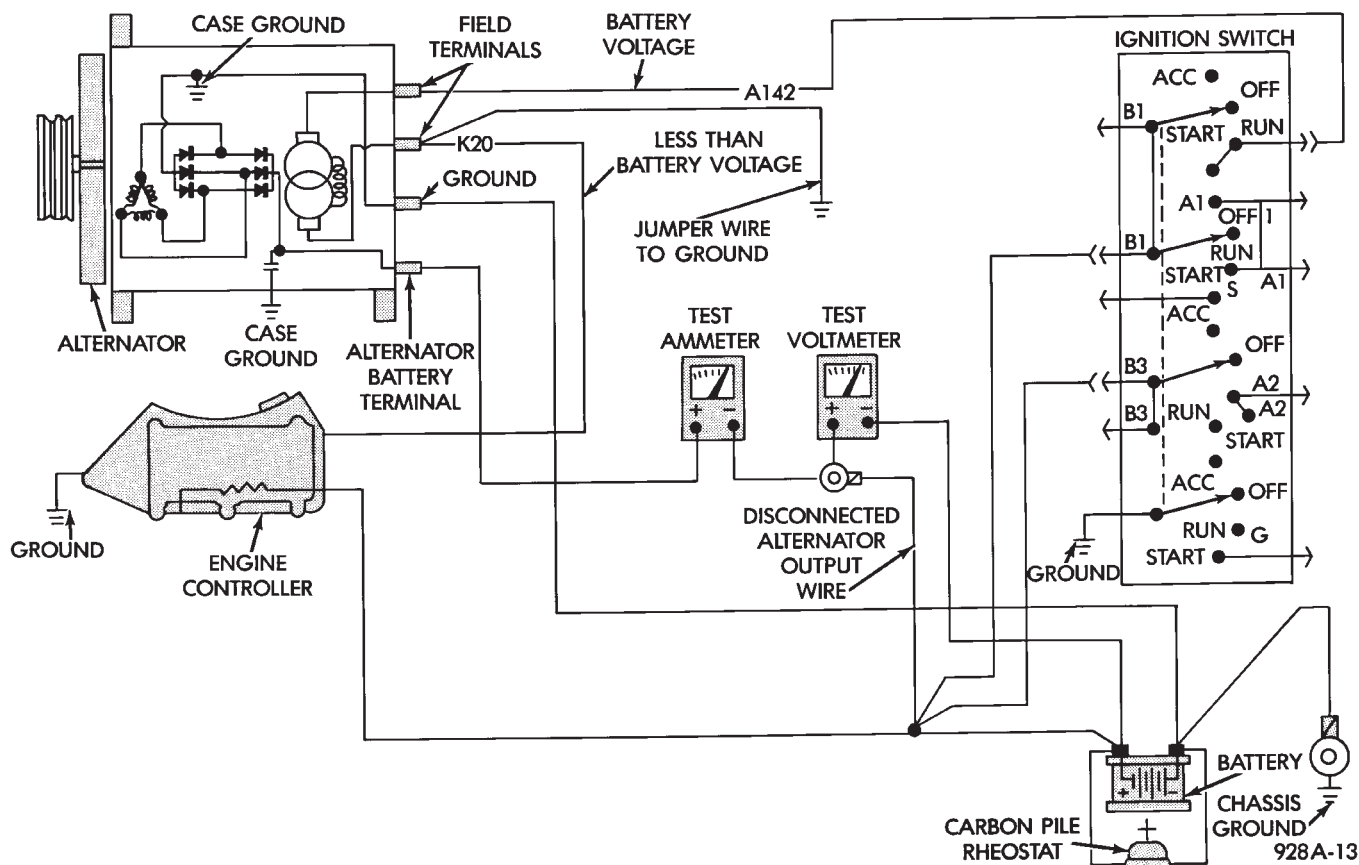 CASE GROUND
FIELD
TERMINALS
BATTERY
VOLTAGE
IGNITION SWITCH
ACC
OFF
A142
B1
START
RUN
K20
LESS THAN
BATTERY VOLTAGE
GROUND
A1
OFF 1
JUMPER WIRE
TO GROUND
B1
RUN
START
S
A1
ACC
ALTERNATOR
CASE
GROUND
ALTERNATOR
BATTERY
TERMINAL
TEST
AMMETER
TEST
VOLTMETER
OFF
B3
A2
A2
B3
RUN
START
+ −
+ −
ACC
OFF
RUN
G
START
GROUND
GROUND
ENGINE
CONTROLLER
DISCONNECTED
ALTERNATOR
OUTPUT
WIRE
BATTERY
+ −
CARBON PILE
RHEOSTAT
CHASSIS
GROUND
928A-13